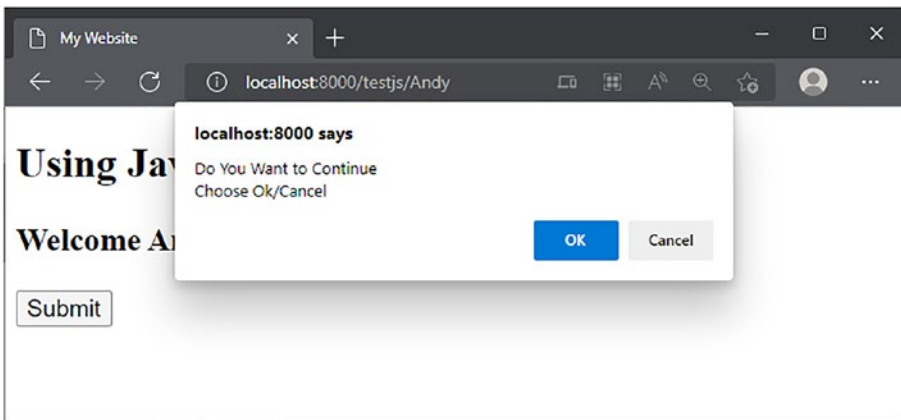 My Website
localhost:8000/testjs/Andy
localhost:8000 says
Do You Want to Continue
Choose Ok/Cancel
OK Cancel
Using
Welcome
Submit